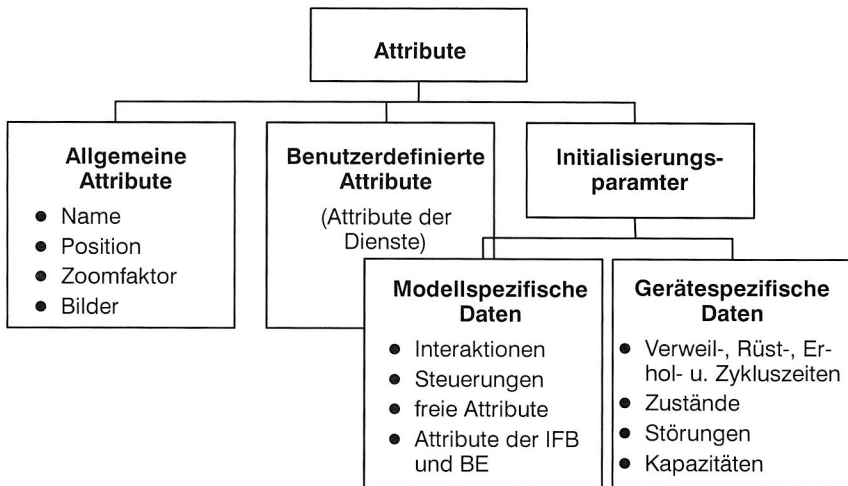 Attribute
Allgemeine
Attribute
● Name
● Position
● Zoomfaktor
● Bilder
Benutzerdefinierte
Attribute
(Attribute der
Dienste)
Initialisierungs-
paramter
Modellspezifische
Daten
● Interaktionen
● Steuerungen
● freie Attribute
● Attribute der IFB
und BE
Gerätespezifische
Daten
● Verweil-, Rüst-, Er-
hol- u. Zykluszeiten
● Zustände
● Störungen
● Kapazitäten